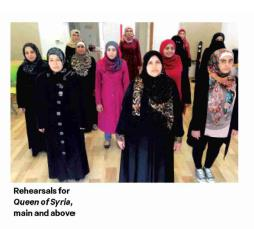 Rehearsals for
Queen of Syria,
main and above